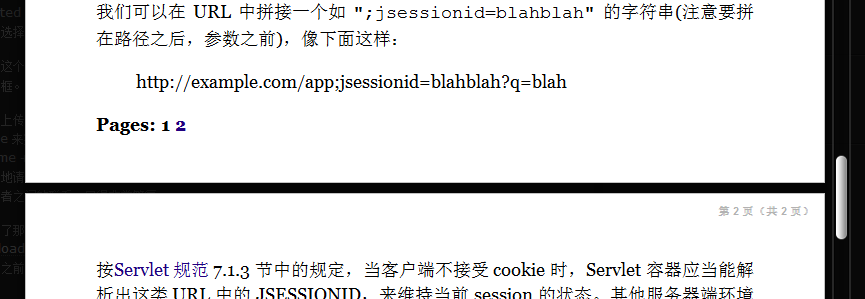 我们可以在 URL 中拼接一个如 ";jsessionid=blahblah" 的字符串(注意要拼
在路径之后，参数之前)，像下面这样：
http://example.com/app;jsessionid=blahblah?q=blah
Pages: 1 2
第 2 页（共 2 页）
按Servlet 规范 7.1.3 节中的规定，当客户端不接受 cookie 时，Servlet 容器应当能解
析出这类 URL 中的 JSESSIONID，来维持当前 session 的状态。其他服务器端环境